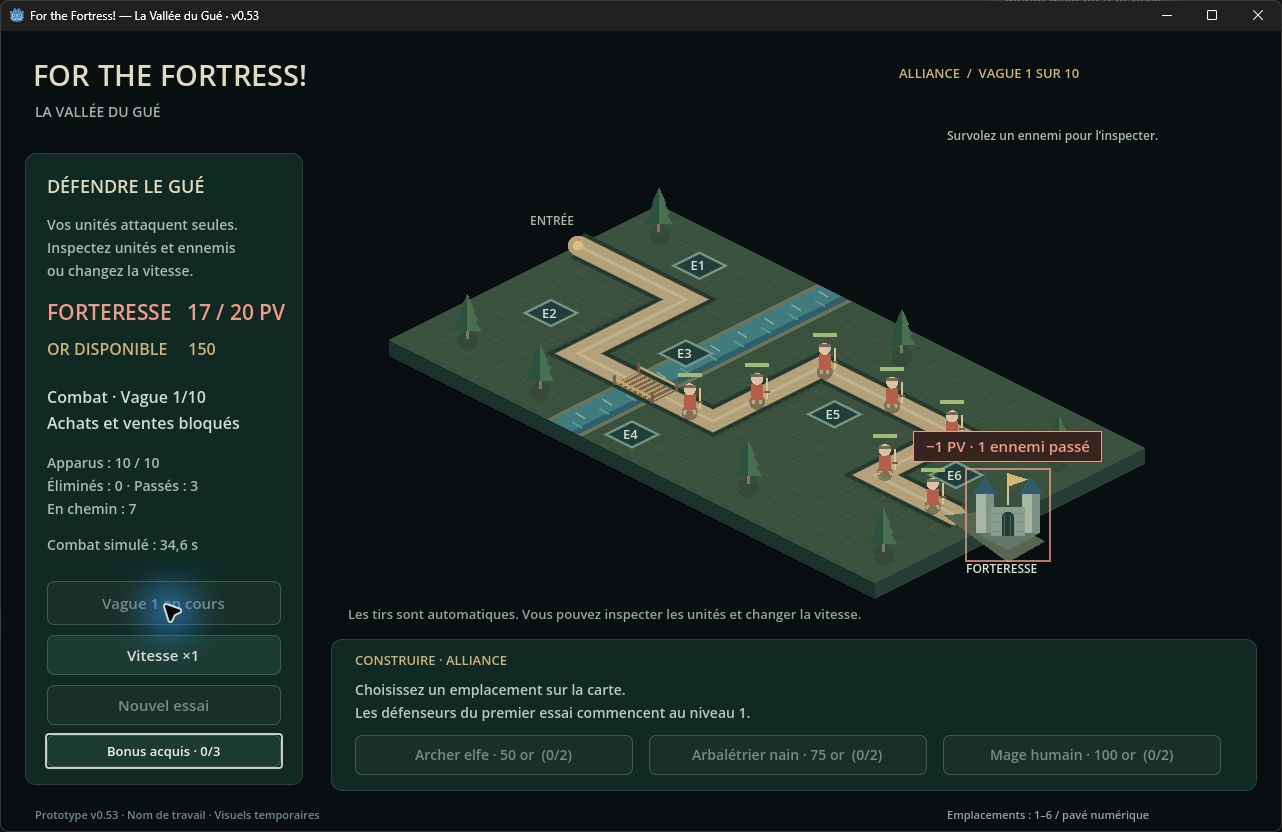 For the Fortress! — La Vallée du Gué · v0.53
FOR THE FORTRESS!
LA VALLÉE DU GUÉ
ALLIANCE / VAGUE 1 SUR 10
Survolez un ennemi pour l’inspecter.
DÉFENDRE LE GUÉ
Vos unités attaquent seules.
Inspectez unités et ennemis
ou changez la vitesse.
FORTERESSE 17 / 20 PV
OR DISPONIBLE 150
Combat · Vague 1/10
Achats et ventes bloqués
Apparus : 10 / 10
Éliminés : 0 · Passés : 3
En chemin : 7
Combat simulé : 34,6 s
Vague 1 en cours
Vitesse ×1
Nouvel essai
Bonus acquis · 0/3
ENTRÉE
E1
E2
E3
E5
E4
−1 PV · 1 ennemi passé
E6
FORTERESSE
Les tirs sont automatiques. Vous pouvez inspecter les unités et changer la vitesse.
CONSTRUIRE · ALLIANCE
Choisissez un emplacement sur la carte.
Les défenseurs du premier essai commencent au niveau 1.
Archer elfe · 50 or (0/2)
Arbalétrier nain · 75 or (0/2)
Mage humain · 100 or (0/2)
Prototype v0.53 · Nom de travail · Visuels temporaires
Emplacements : 1–6 / pavé numérique